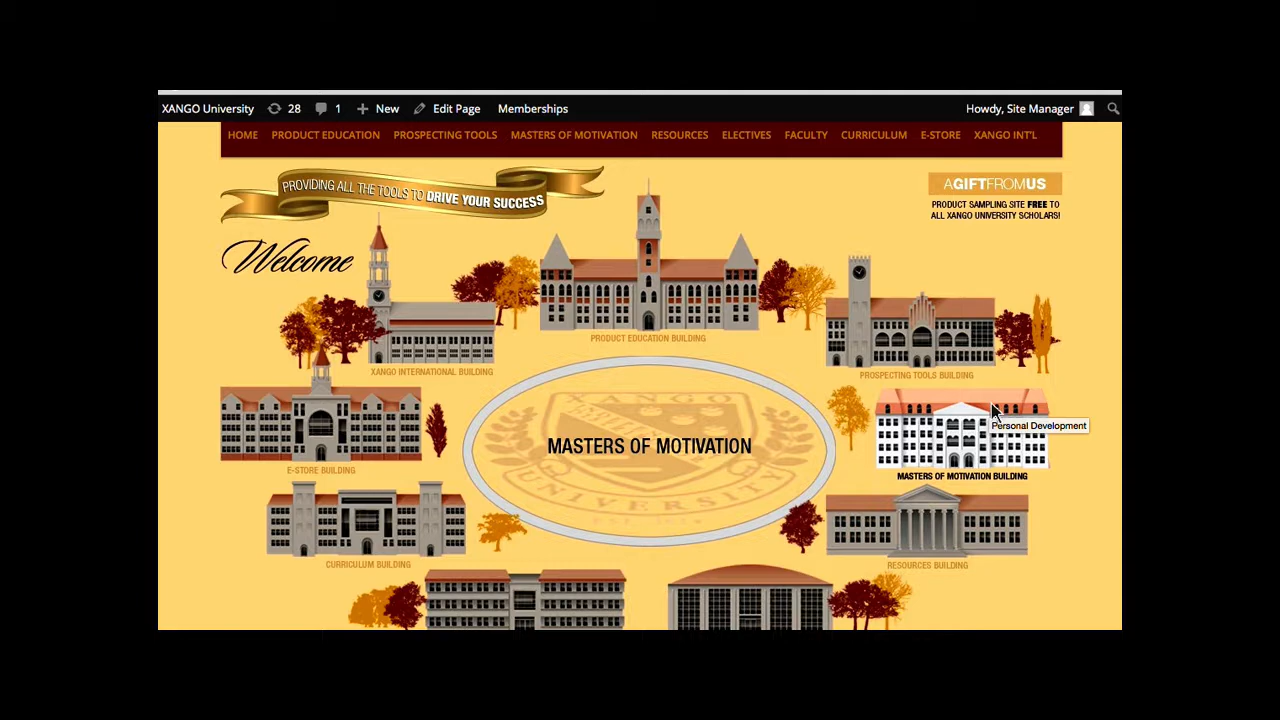 XANGO University 28 1 New Edit Page Memberships Howdy, Site Manager
HOME PRODUCT EDUCATION PROSPECTING TOOLS MASTERS OF MOTIVATION RESOURCES ELECTIVES FACULTY CURRICULUM E-STORE XANGO INT'L
PROVIDING ALL THE TOOLS TO DRIVE YOUR SUCCESS
A GIFT FROM US
PRODUCT SAMPLING SITE FREE TO
ALL XANGO UNIVERSITY SCHOLARS!
Welcome
PRODUCT EDUCATION BUILDING
XANGO INTERNATIONAL BUILDING
PROSPECTING TOOLS BUILDING
XANGO
MASTERS OF MOTIVATION
UNIVERSITY
Personal Development
E-STORE BUILDING
MASTERS OF MOTIVATION BUILDING
CURRICULUM BUILDING
RESOURCES BUILDING